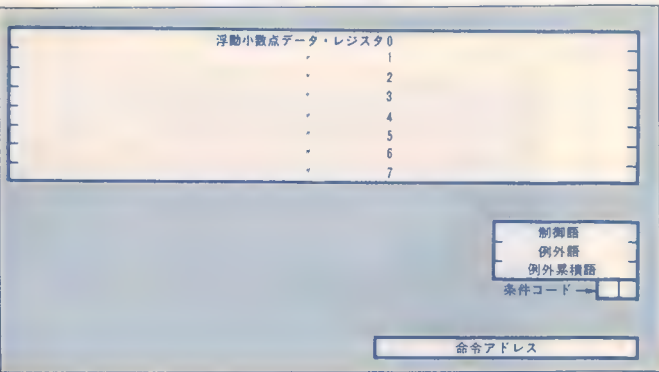 浮動小数点データ・レジスタ0
〃 1
〃 2
〃 3
〃 4
〃 5
〃 6
〃 7
制御語
例外語
例外累積語
条件コード→
命令アドレス